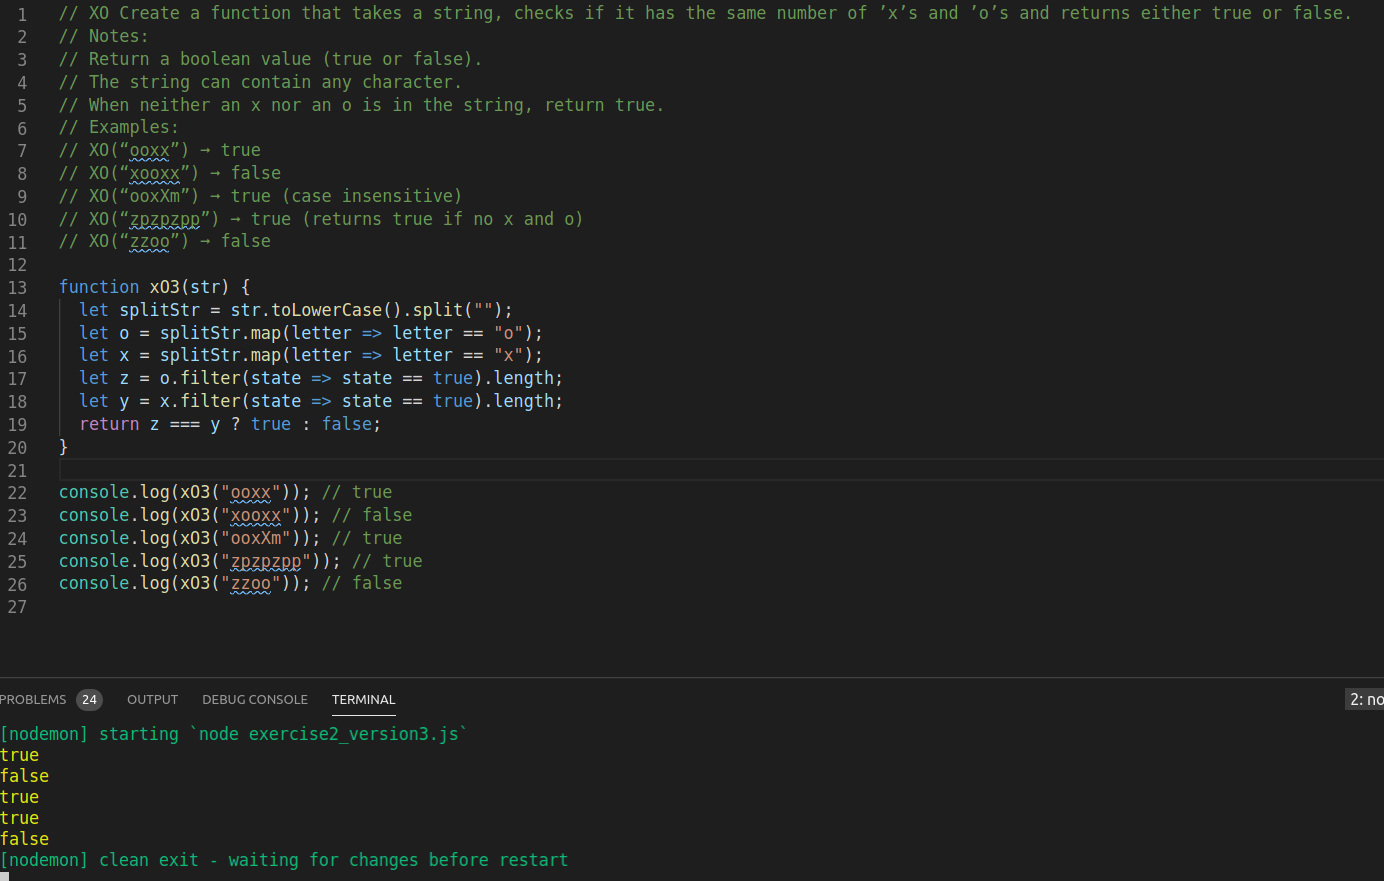 1 // XO Create a function that takes a string, checks if it has the same number of ’x’s and ’o’s and returns either true or false.
2 // Notes:
3 // Return a boolean value (true or false).
4 // The string can contain any character.
5 // When neither an x nor an o is in the string, return true.
6 // Examples:
7 // XO(“ooxx”) → true
8 // XO(“xooxx”) → false
9 // XO(“ooxXm”) → true (case insensitive)
10 // XO(“zpzpzpp”) → true (returns true if no x and o)
11 // XO(“zzoo”) → false
12
13 function xO3(str) {
14 let splitStr = str.toLowerCase().split("");
15 let o = splitStr.map(letter => letter == "o");
16 let x = splitStr.map(letter => letter == "x");
17 let z = o.filter(state => state == true).length;
18 let y = x.filter(state => state == true).length;
19 return z === y ? true : false;
20 }
21
22 console.log(xO3("ooxx")); // true
23 console.log(xO3("xooxx")); // false
24 console.log(xO3("ooxXm")); // true
25 console.log(xO3("zpzpzpp")); // true
26 console.log(xO3("zzoo")); // false
27
PROBLEMS 24 OUTPUT DEBUG CONSOLE TERMINAL 2: no
[nodemon] starting `node exercise2_version3.js`
true
false
true
true
false
[nodemon] clean exit - waiting for changes before restart